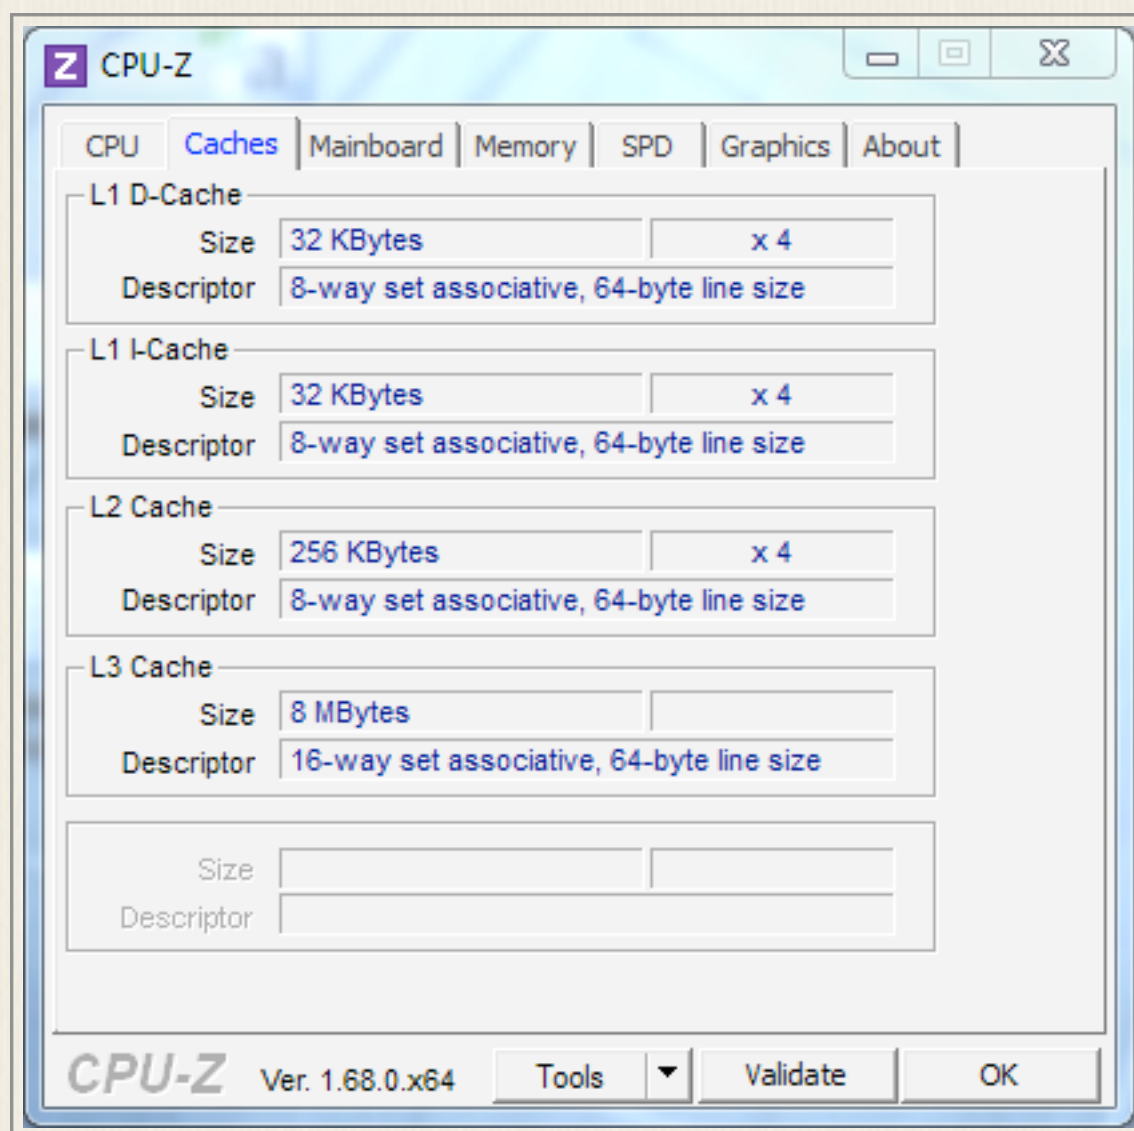 Z CPU-Z
CPU Caches Mainboard Memory SPD Graphics About
L1 D-Cache
Size 32 KBytes x 4
Descriptor 8-way set associative, 64-byte line size
L1 I-Cache
Size 32 KBytes x 4
Descriptor 8-way set associative, 64-byte line size
L2 Cache
Size 256 KBytes x 4
Descriptor 8-way set associative, 64-byte line size
L3 Cache
Size 8 MBytes
Descriptor 16-way set associative, 64-byte line size
Size
Descriptor
CPU-Z Ver. 1.68.0.x64 Tools Validate OK